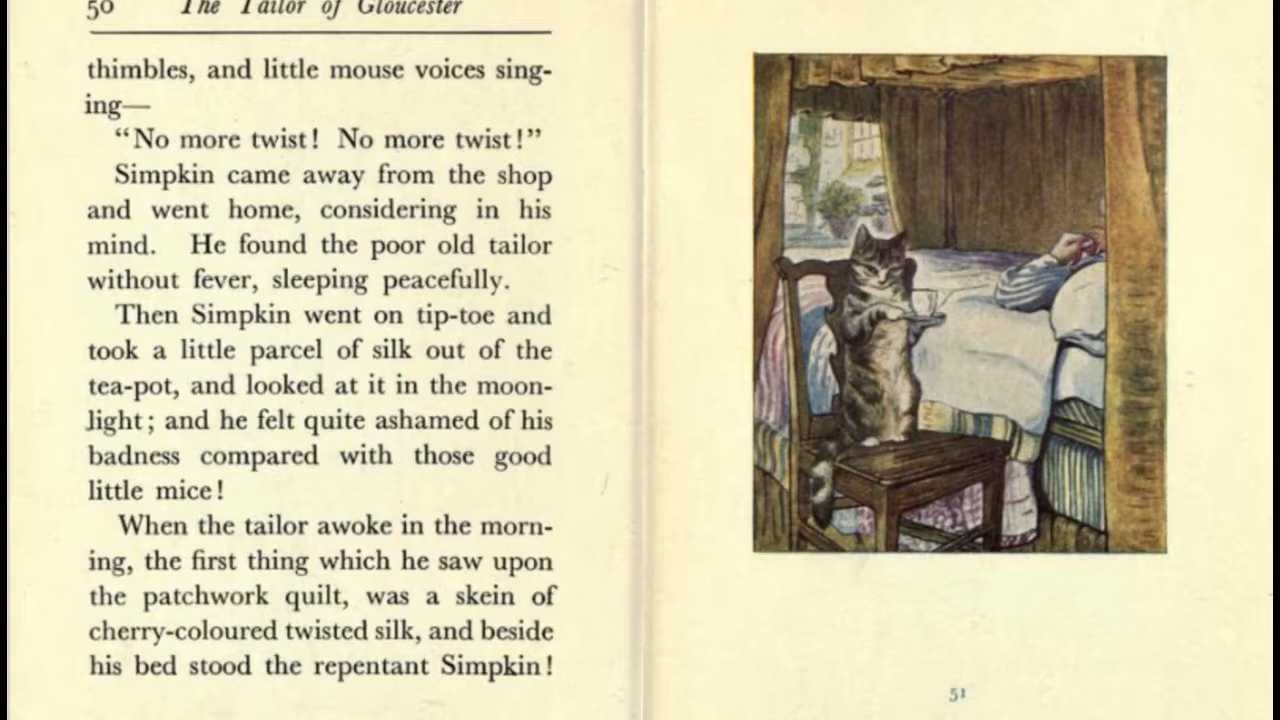 50 The Tailor of Gloucester
thimbles, and little mouse voices sing-
ing—
“No more twist! No more twist!”
Simpkin came away from the shop
and went home, considering in his
mind. He found the poor old tailor
without fever, sleeping peacefully.
Then Simpkin went on tip-toe and
took a little parcel of silk out of the
tea-pot, and looked at it in the moon-
light; and he felt quite ashamed of his
badness compared with those good
little mice!
When the tailor awoke in the morn-
ing, the first thing which he saw upon
the patchwork quilt, was a skein of
cherry-coloured twisted silk, and beside
his bed stood the repentant Simpkin!
51